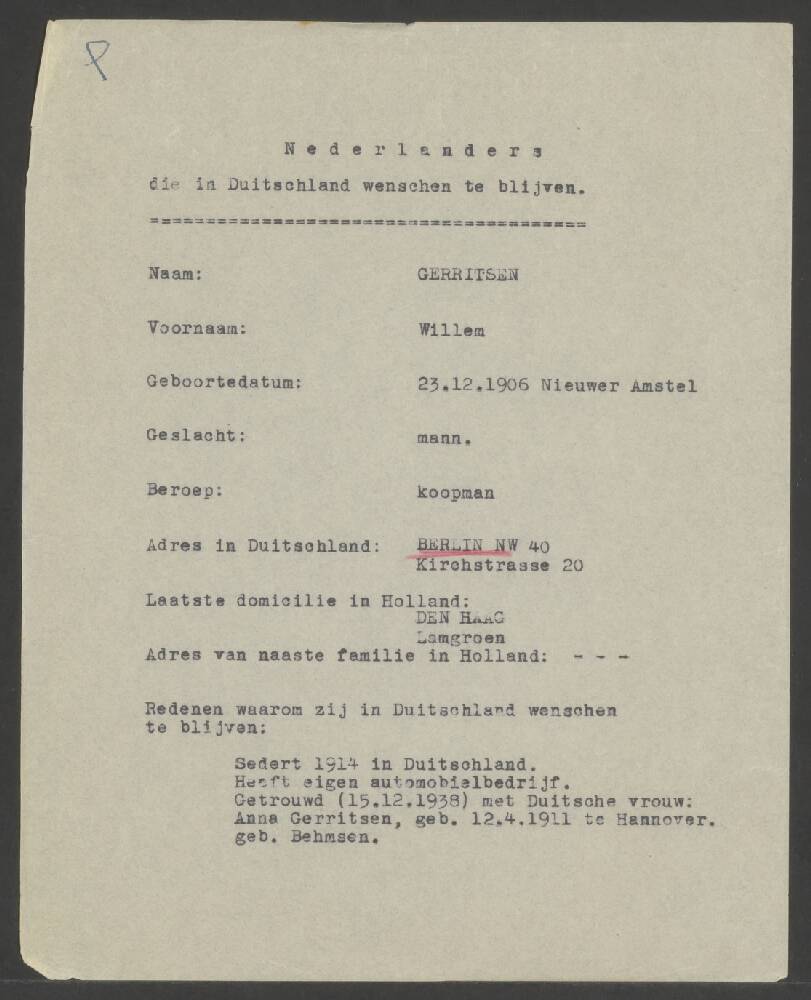 N e d e r l a n d e r s
die in Duitschland wenschen te blijven.
=======================================
Naam: GERRITSEN
Voornaam: Willem
Geboortedatum: 23.12.1906 Nieuwer Amstel
Geslacht: mann.
Beroep: koopman
Adres in Duitschland: BERLIN NW 40
Kirchstrasse 20
Laatste domicilie in Holland:
DEN HAAG
Lamgroen
Adres van naaste familie in Holland: - - -
Redenen waarom zij in Duitschland wenschen
te blijven:
Sedert 1914 in Duitschland.
Heeft eigen automobielbedrijf.
Getrouwd (15.12.1938) met Duitsche vrouw:
Anna Gerritsen, geb. 12.4.1911 te Hannover.
geb. Behmsen.